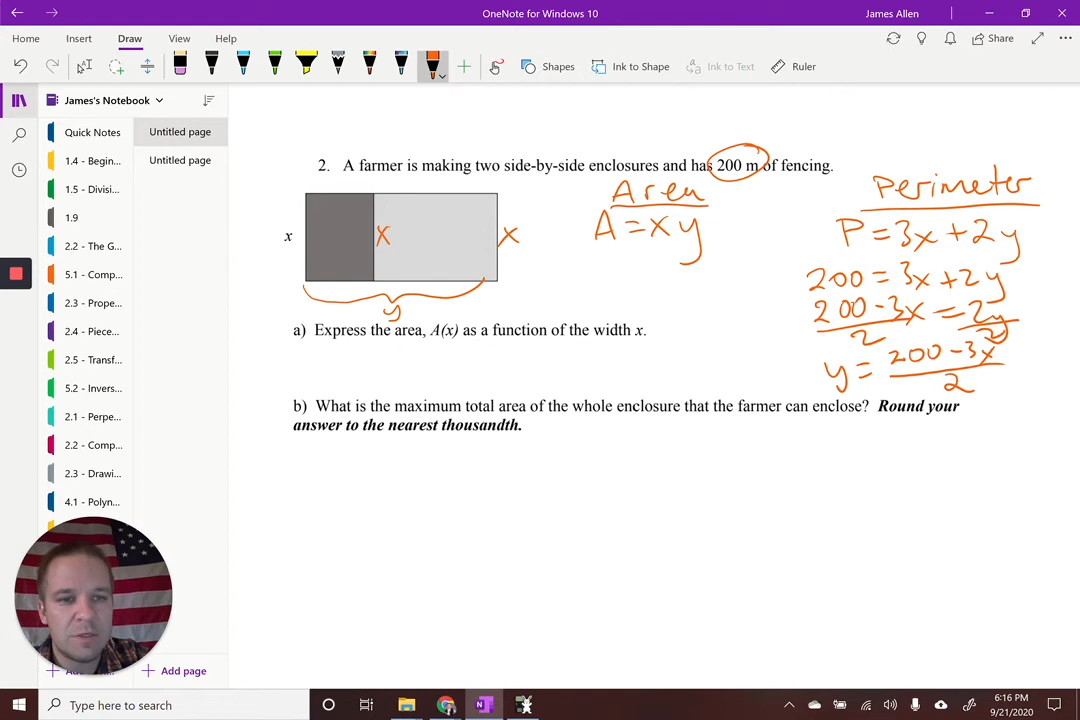 OneNote for Windows 10
James Allen
Home Insert Draw View Help
Share
Shapes
Ink to Shape
Ink to Text
Ruler
James's Notebook
Quick Notes
1.4 - Begin...
1.5 - Divisi...
1.9
2.2 - The G...
5.1 - Comp...
2.3 - Prope...
2.4 - Piece...
2.5 - Transf...
5.2 - Invers...
2.1 - Perpe...
2.2 - Comp...
2.3 - Drawi...
4.1 - Polyn...
Untitled page
Untitled page
Add page
2. A farmer is making two side-by-side enclosures and has 200 m of fencing.
x
X
X
y
Area
A = xy
Perimeter
P = 3x + 2y
200 = 3x + 2y
200 - 3x = 2y
2 2
y = 200 - 3x
2
a) Express the area, A(x) as a function of the width x.
b) What is the maximum total area of the whole enclosure that the farmer can enclose? Round your
answer to the nearest thousandth.
Type here to search
6:16 PM
9/21/2020